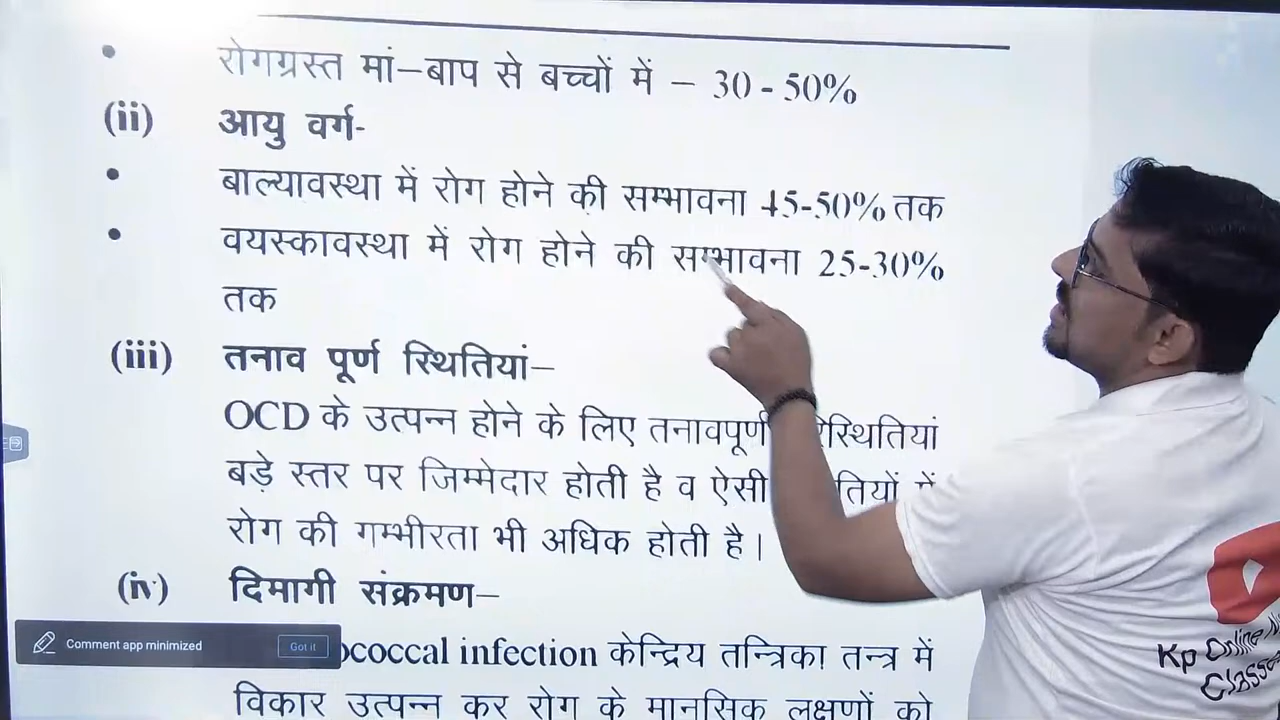 रोगग्रस्त मां–बाप से बच्चों में – 30 - 50%
(ii) आयु वर्ग-
बाल्यावस्था में रोग होने की सम्भावना 45-50% तक
वयस्कावस्था में रोग होने की सम्भावना 25-30%
तक
(iii) तनाव पूर्ण स्थितियां–
OCD के उत्पन्न होने के लिए तनावपूर्ण
बड़े स्तर पर जिम्मेदार होती है व ऐसी
रोग की गम्भीरता भी अधिक होती है।
(iv) दिमागी संक्रमण–
Comment app minimized Got it
infection केन्द्रिय तन्त्रिका तन्त्र में
विकार उत्पन्न कर रोग के मानसिक लक्षणों को
Kp Online